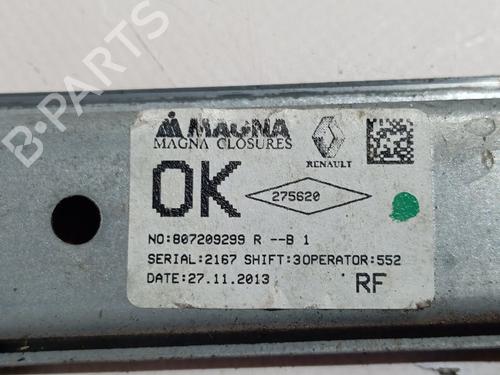 MAGNA
MAGNA CLOSURES
RENAULT
OK
275620
NO:807209299 R --B 1
SERIAL:2167 SHIFT:3OPERATOR:552
DATE:27.11.2013
RF
B-PARTS